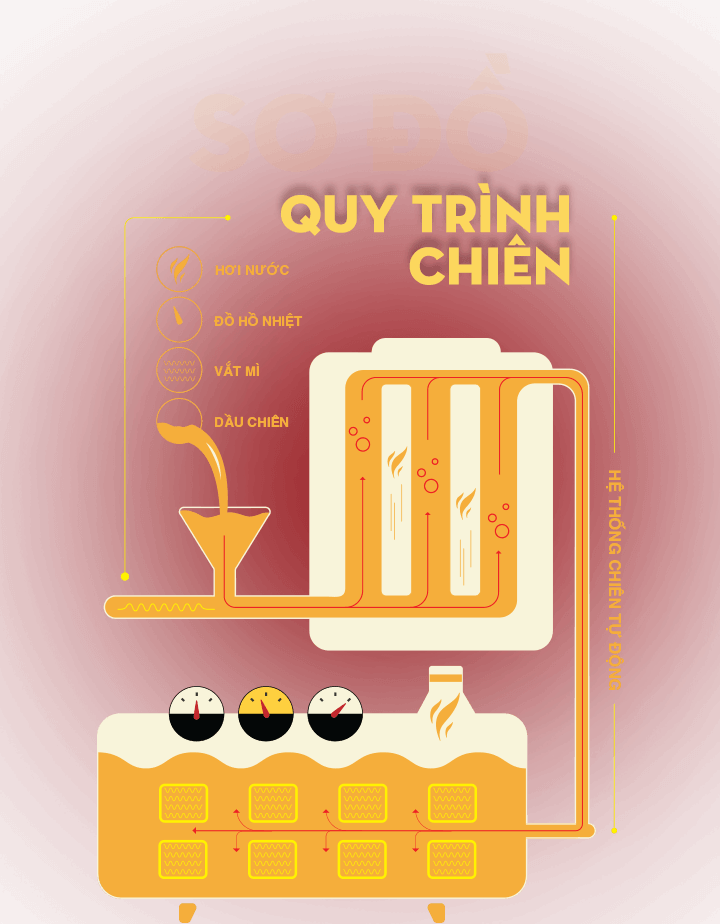 SƠ ĐỒ
QUY TRÌNH
CHIÊN
HƠI NƯỚC
ĐỒ HỒ NHIỆT
VẮT MÌ
DẦU CHIÊN
HỆ THỐNG CHIÊN TỰ ĐỘNG